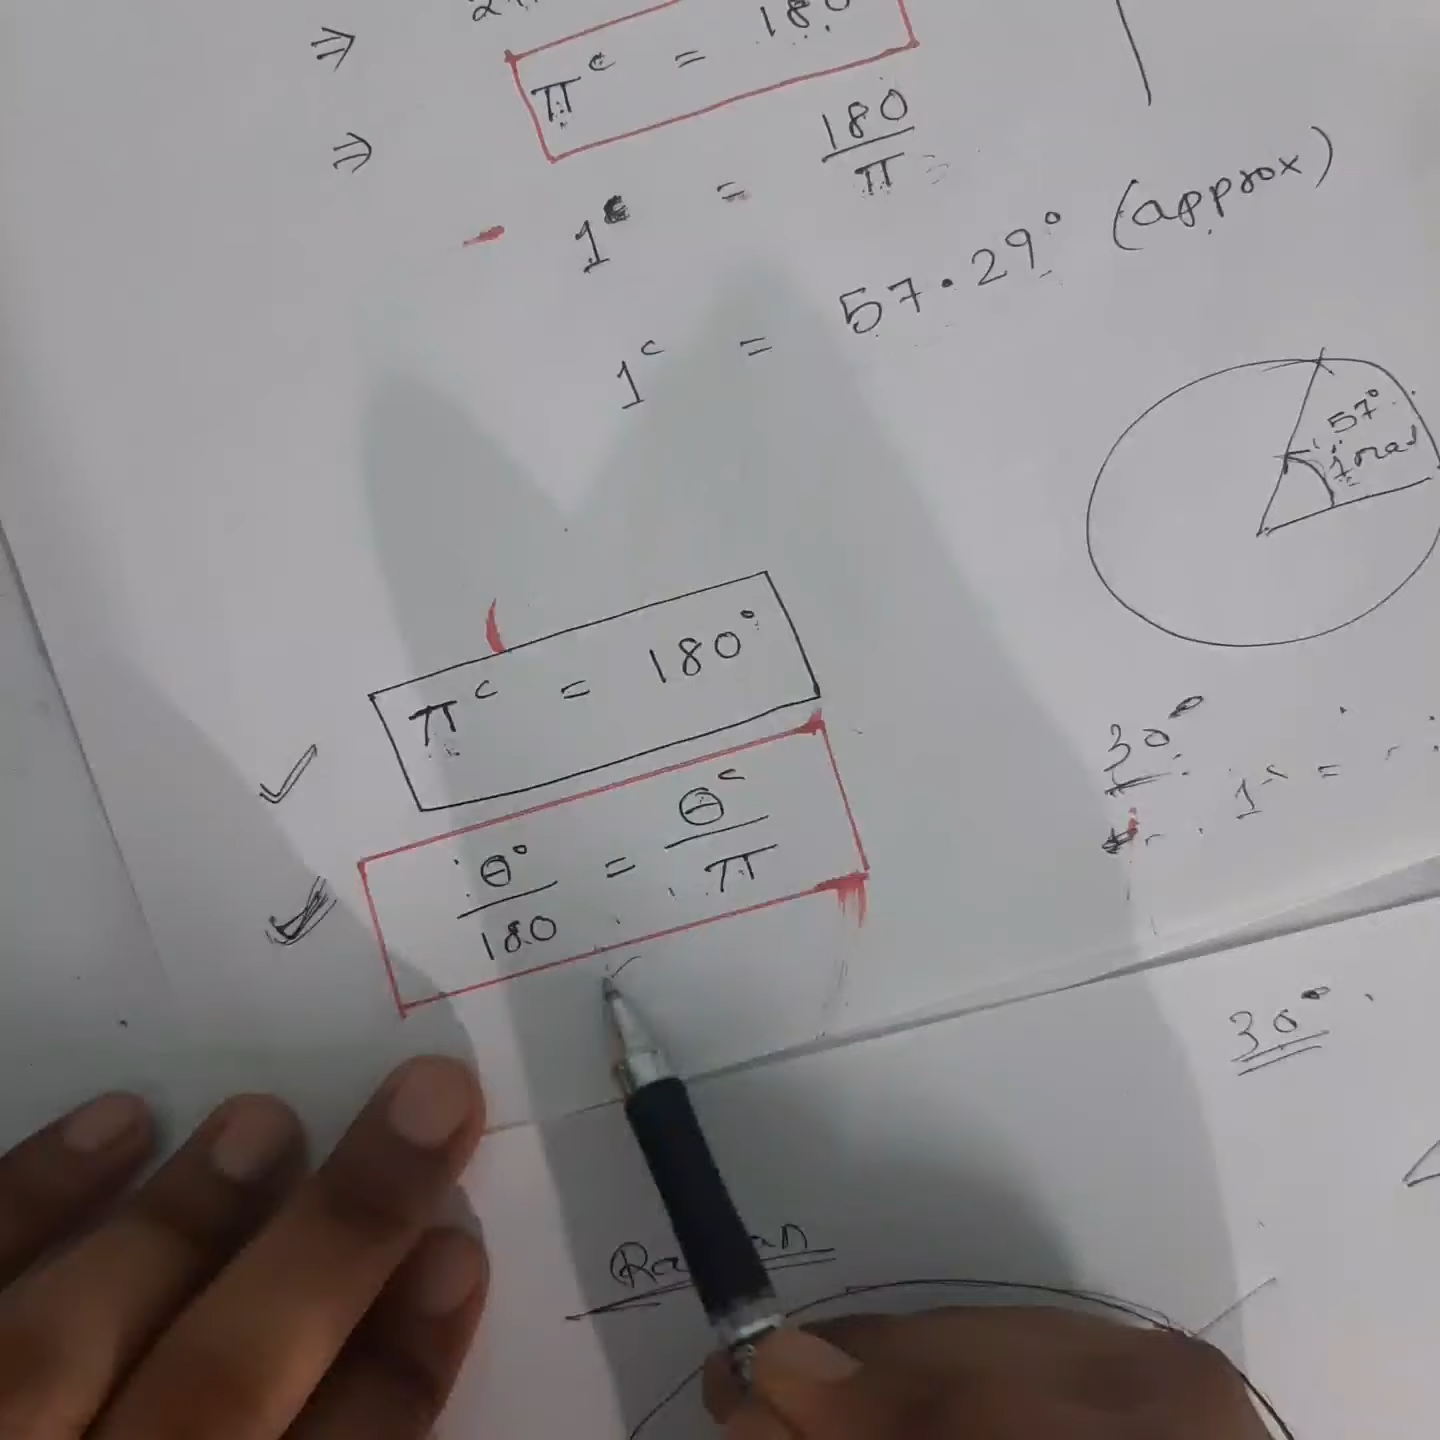 ⇒
π^c = 180
⇒ 1^c = 180/π
1^c = 57.29° (approx)
57°
1 rad
π^c = 180°
θ°/180 = θ^c/π
30°
1^c =
30°